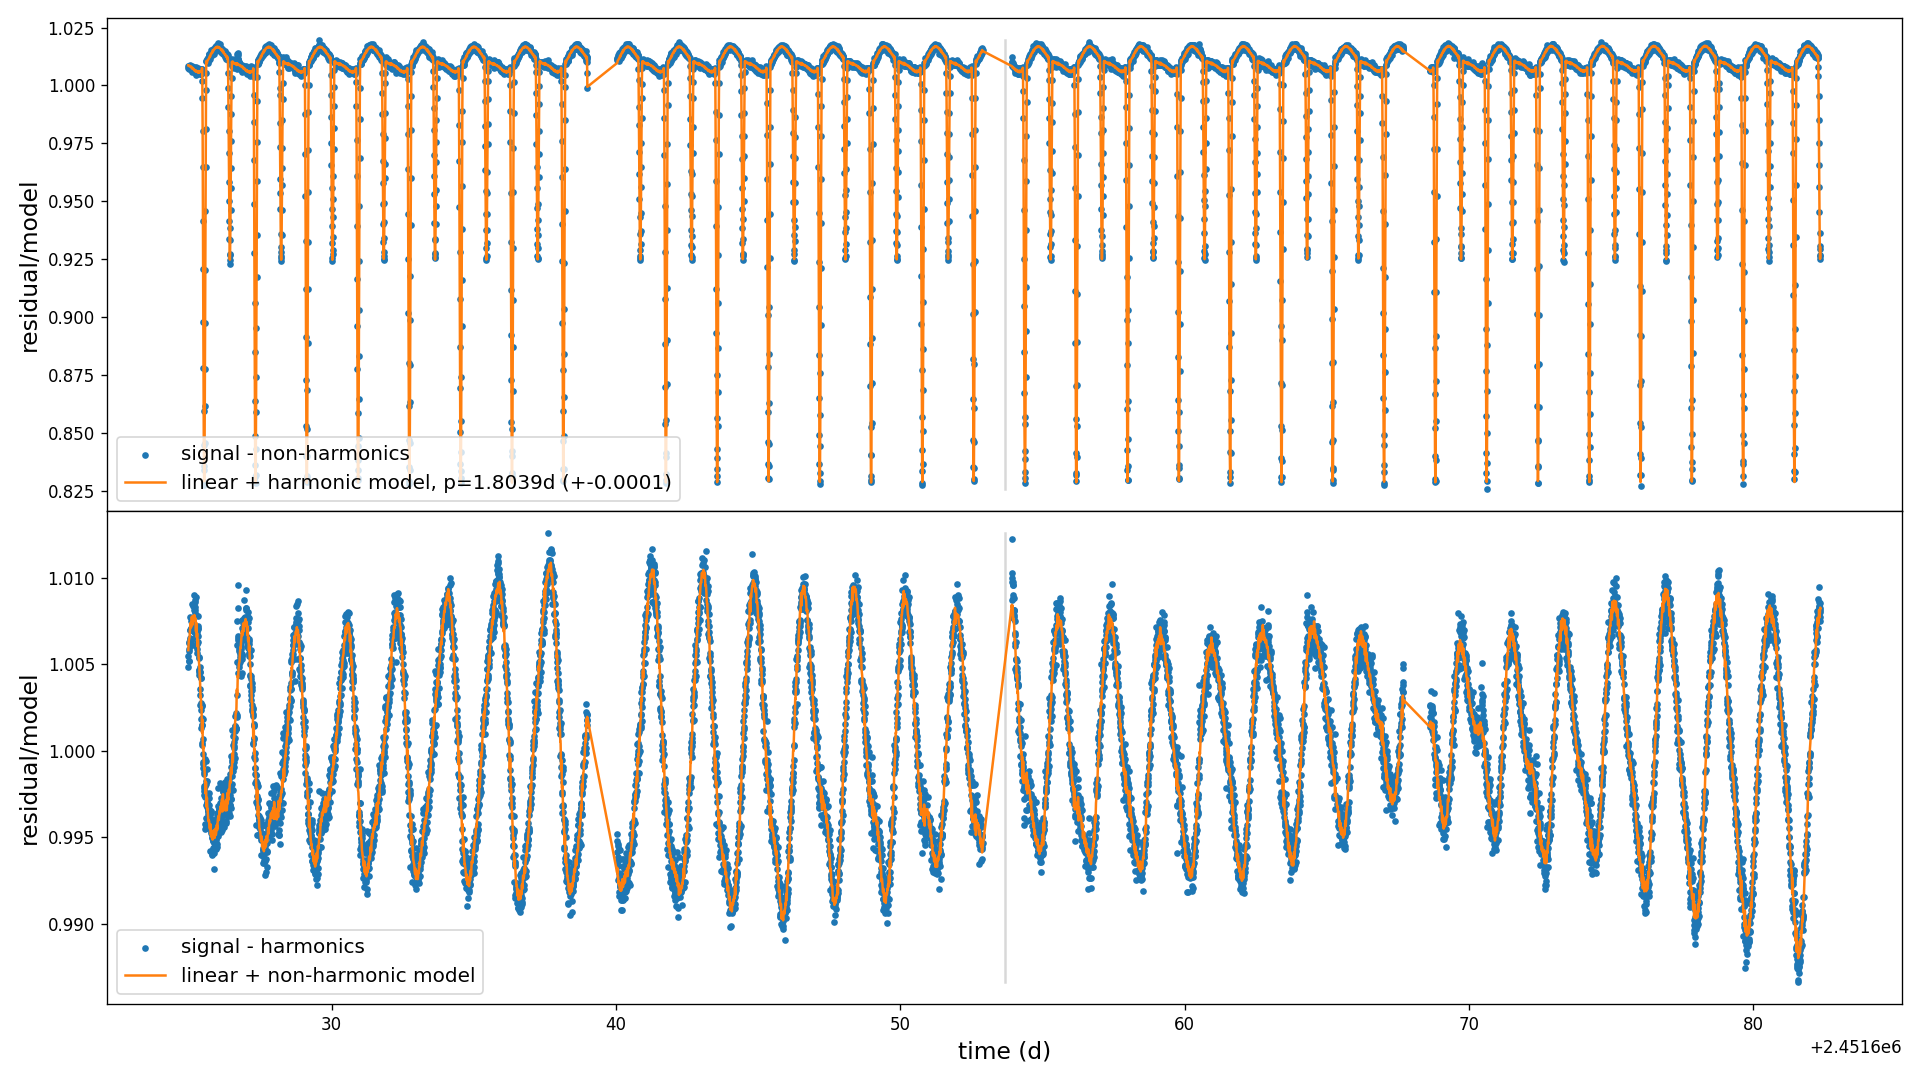 1.025
1.000
0.975
0.950
0.925
0.900
0.875
0.850
0.825
residual/model
signal - non-harmonics
linear + harmonic model, p=1.8039d (+-0.0001)
1.010
1.005
1.000
0.995
0.990
residual/model
signal - harmonics
linear + non-harmonic model
30 40 50 60 70 80
time (d)
+2.4516e6